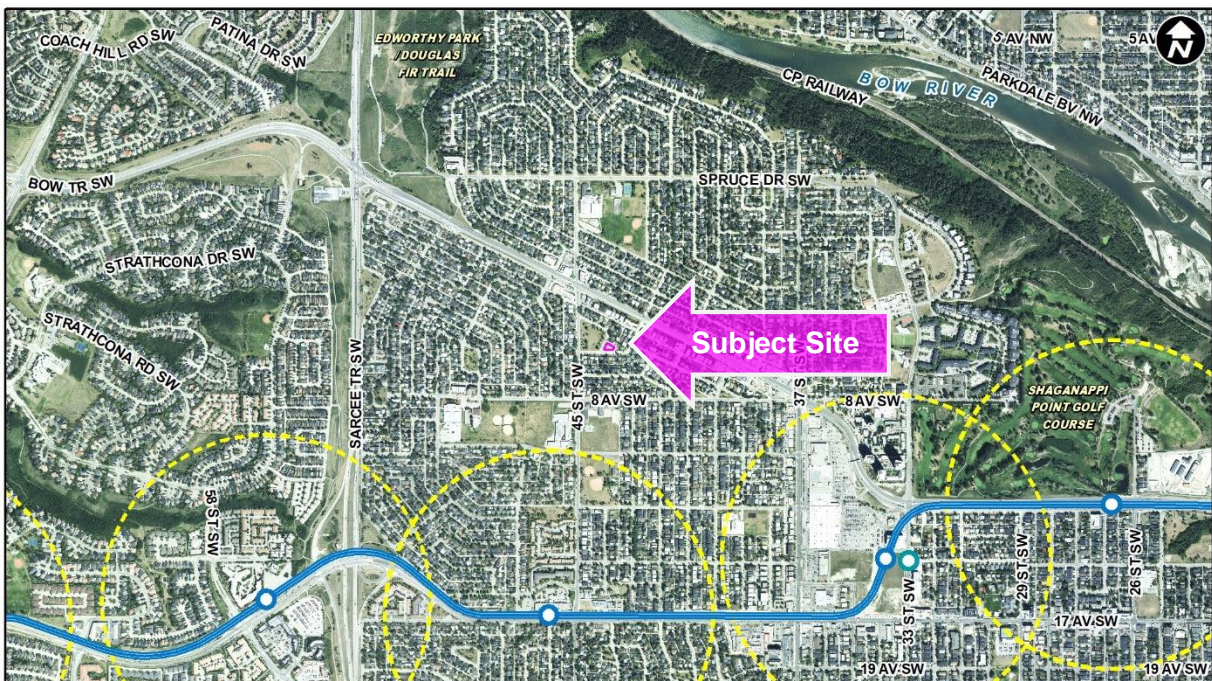 COACH HILL RD SW
PATINA DR SW
EDWORTHY PARK
/DOUGLAS
FIR TRAIL
5 AV NW
5 AV
N
CP RAILWAY
BOW RIVER
PARKDALE BV NW
BOW TR SW
SPRUCE DR SW
STRATHCONA DR SW
STRATHCONA RD SW
Subject Site
SARCEE TR SW
45 ST SW
8 AV SW
37 ST SW
8 AV SW
SHAGANAPPI
POINT GOLF
COURSE
58 ST SW
33 ST SW
29 ST SW
26 ST SW
17 AV SW
19 AV SW
19 AV SW